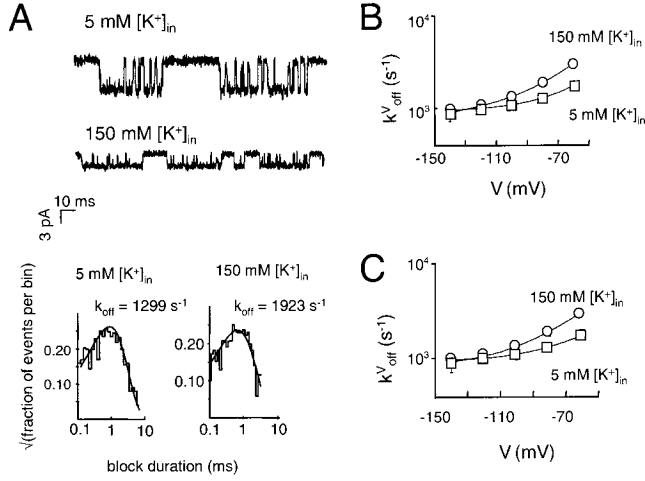 A
5 mM [K⁺]in
150 mM [K⁺]in
10 ms
3 pA
5 mM [K⁺]in
150 mM [K⁺]in
koff = 1299 s⁻¹
koff = 1923 s⁻¹
√(fraction of events per bin)
0.20
0.10
0.20
0.10
0.1 1 10
0.1 1 10
block duration (ms)
B
10⁴
150 mM [K⁺]in
kVoff (s⁻¹)
10³
5 mM [K⁺]in
-150 -110 -70
V (mV)
C
10⁴
150 mM [K⁺]in
kVoff (s⁻¹)
10³
5 mM [K⁺]in
-150 -110 -70
V (mV)